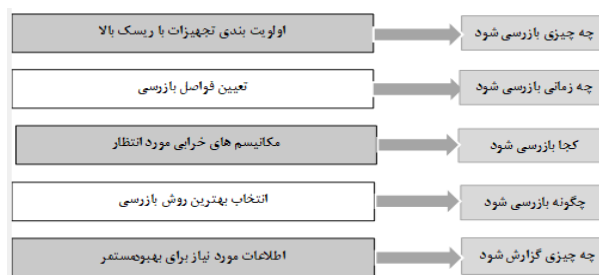 اولویت بندی تجهیزات با ریسک بالا
چه چیزی بازرسی شود
تعیین فواصل بازرسی
چه زمانی بازرسی شود
مکانیسم های خرابی مورد انتظار
کجا بازرسی شود
انتخاب بهترین روش بازرسی
چگونه بازرسی شود
اطلاعات مورد نیاز برای بهبودمستمر
چه چیزی گزارش شود